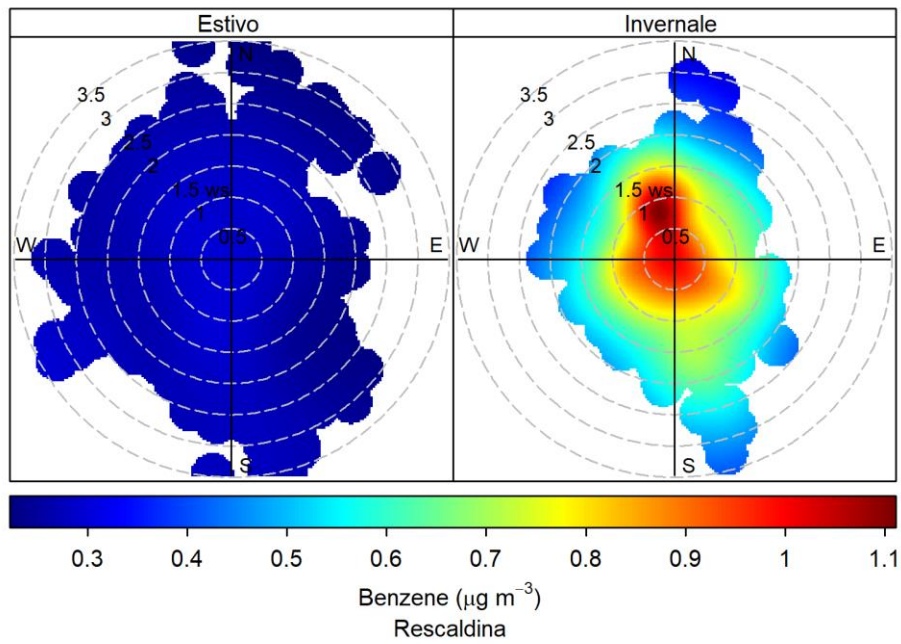 Estivo
Invernale
N
3.5
3
2.5
2
1.5 ws
1
0.5
W
E
S
N
3.5
3
2.5
2
1.5 ws
1
0.5
W
E
S
0.3 0.4 0.5 0.6 0.7 0.8 0.9 1 1.1
Benzene (μg m⁻³)
Rescaldina